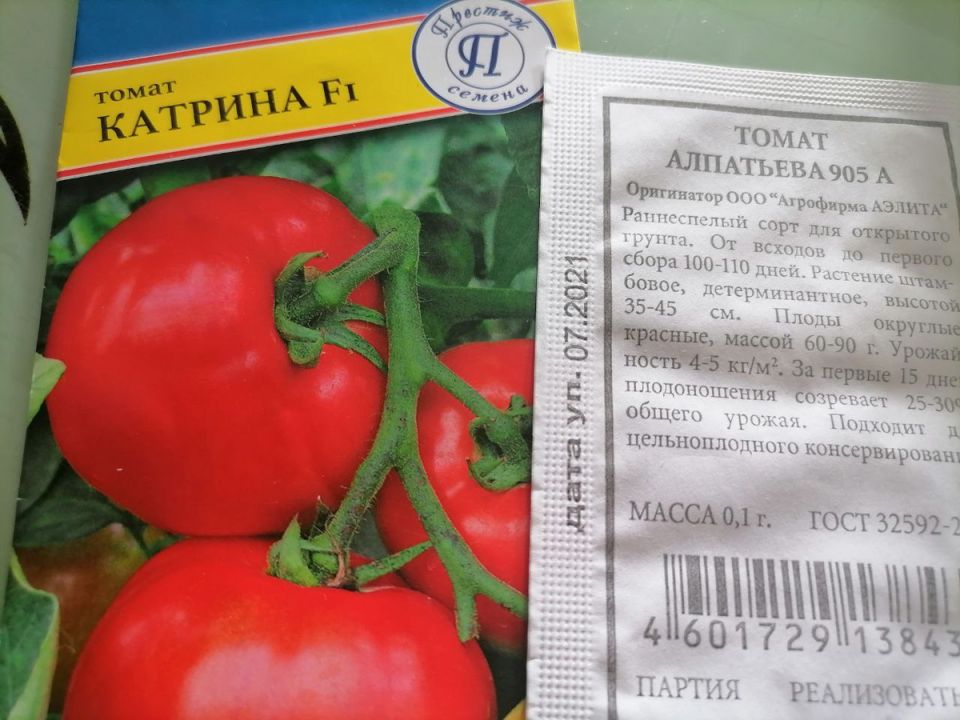 томат
КАТРИНА F1
Престиж
П
семена
дата уп. 07.2021
ТОМАТ
АЛПАТЬЕВА 905 А
Оригинатор ООО "Агрофирма АЭЛИТА"
Раннеспелый сорт для открытого
грунта. От всходов до первого
сбора 100-110 дней. Растение штам-
бовое, детерминантное, высотой
35-45 см. Плоды округлые,
красные, массой 60-90 г. Урожай
ность 4-5 кг/м². За первые 15 дне
плодоношения созревает 25-30%
общего урожая. Подходит д
цельноплодного консервирован
МАССА 0,1 г. ГОСТ 32592-2
4 601729 13843
ПАРТИЯ РЕАЛИЗОВАТЬ